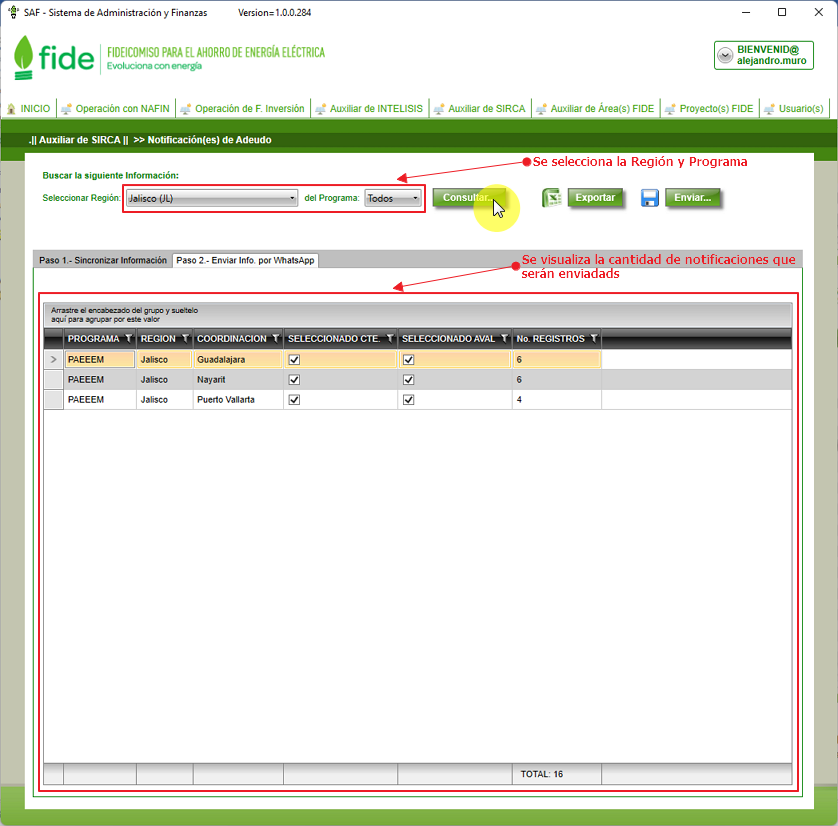 SAF - Sistema de Administración y Finanzas Version=1.0.0.284
fide FIDEICOMISO PARA EL AHORRO DE ENERGÍA ELÉCTRICA
Evoluciona con energía
BIENVENID@
alejandro.muro
INICIO Operación con NAFIN Operación de F. Inversión Auxiliar de INTELISIS Auxiliar de SIRCA Auxiliar de Área(s) FIDE Proyecto(s) FIDE Usuario(s)
.|| Auxiliar de SIRCA || >> Notificación(es) de Adeudo
Se selecciona la Región y Programa
Buscar la siguiente Información:
Seleccionar Región: Jalisco (JL) del Programa: Todos Consultar... Exportar Enviar...
Se visualiza la cantidad de notificaciones que
serán enviadads
Paso 1.- Sincronizar Información Paso 2.- Enviar Info. por WhatsApp
Arrastre el encabezado del grupo y sueltelo
aquí para agrupar por este valor
PROGRAMA REGION COORDINACION SELECCIONADO CTE. SELECCIONADO AVAL No. REGISTROS
PAEEEM Jalisco Guadalajara 6
PAEEEM Jalisco Nayarit 6
PAEEEM Jalisco Puerto Vallarta 4
TOTAL: 16